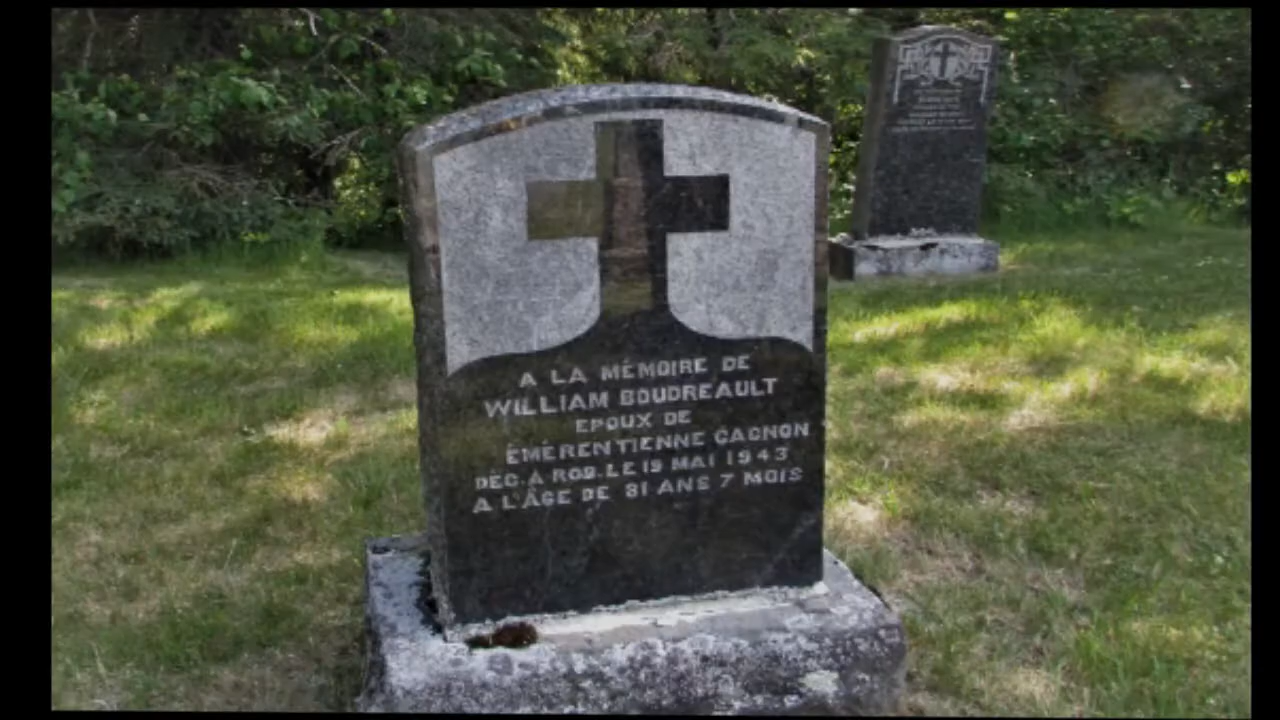 A LA MÉMOIRE DE
WILLIAM BOUDREAULT
EPOUX DE
ÉMÉRENTIENNE GAGNON
DÉC. A ROB. LE 19 MAI 1943
A L'ÂGE DE 81 ANS 7 MOIS